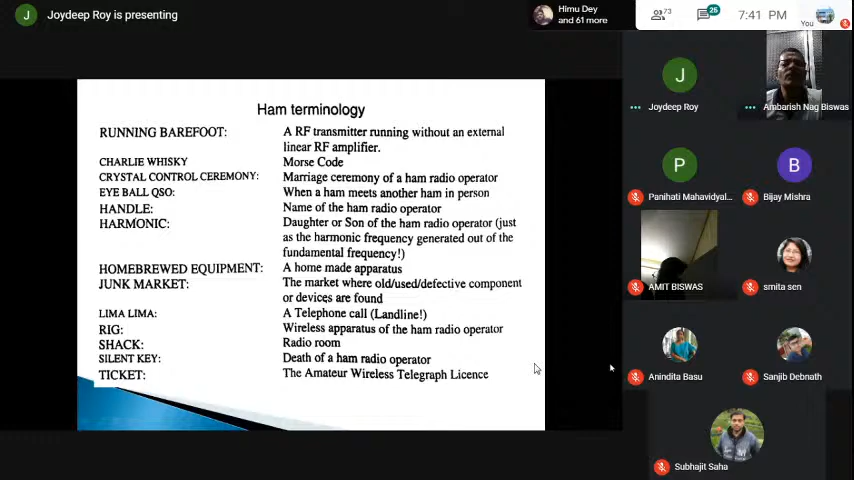 J Joydeep Roy is presenting
Himu Dey
and 61 more
73
25
7:41 PM
You
Ham terminology
RUNNING BAREFOOT: A RF transmitter running without an external
linear RF amplifier.
CHARLIE WHISKY Morse Code
CRYSTAL CONTROL CEREMONY: Marriage ceremony of a ham radio operator
EYE BALL QSO: When a ham meets another ham in person
HANDLE: Name of the ham radio operator
HARMONIC: Daughter or Son of the ham radio operator (just
as the harmonic frequency generated out of the
fundamental frequency!)
HOMEBREWED EQUIPMENT: A home made apparatus
JUNK MARKET: The market where old/used/defective component
or devices are found
LIMA LIMA: A Telephone call (Landline!)
RIG: Wireless apparatus of the ham radio operator
SHACK: Radio room
SILENT KEY: Death of a ham radio operator
TICKET: The Amateur Wireless Telegraph Licence
J
Joydeep Roy
Ambarish Nag Biswas
P
Panihati Mahavidyal...
B
Bijay Mishra
AMIT BISWAS
smita sen
Anindita Basu
Sanjib Debnath
Subhajit Saha